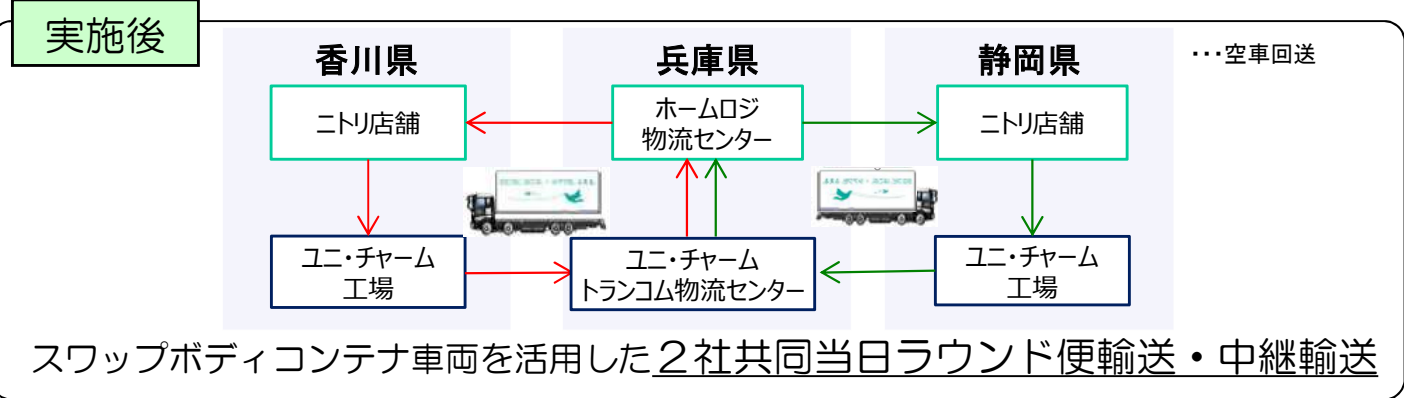 実施後
香川県
兵庫県
静岡県
･･･空車回送
ニトリ店舗
ホームロジ
物流センター
ニトリ店舗
ユニ・チャーム
工場
ユニ・チャーム
トランコム物流センター
ユニ・チャーム
工場
スワップボディコンテナ車両を活用した２社共同当日ラウンド便輸送・中継輸送